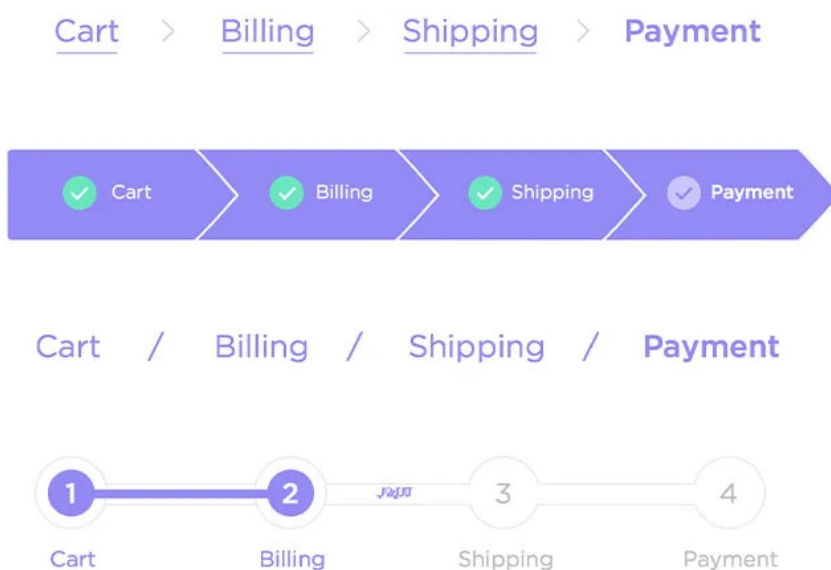 Cart > Billing > Shipping > Payment
Cart Billing Shipping Payment
Cart / Billing / Shipping / Payment
1 2 3 4
Cart Billing Shipping Payment